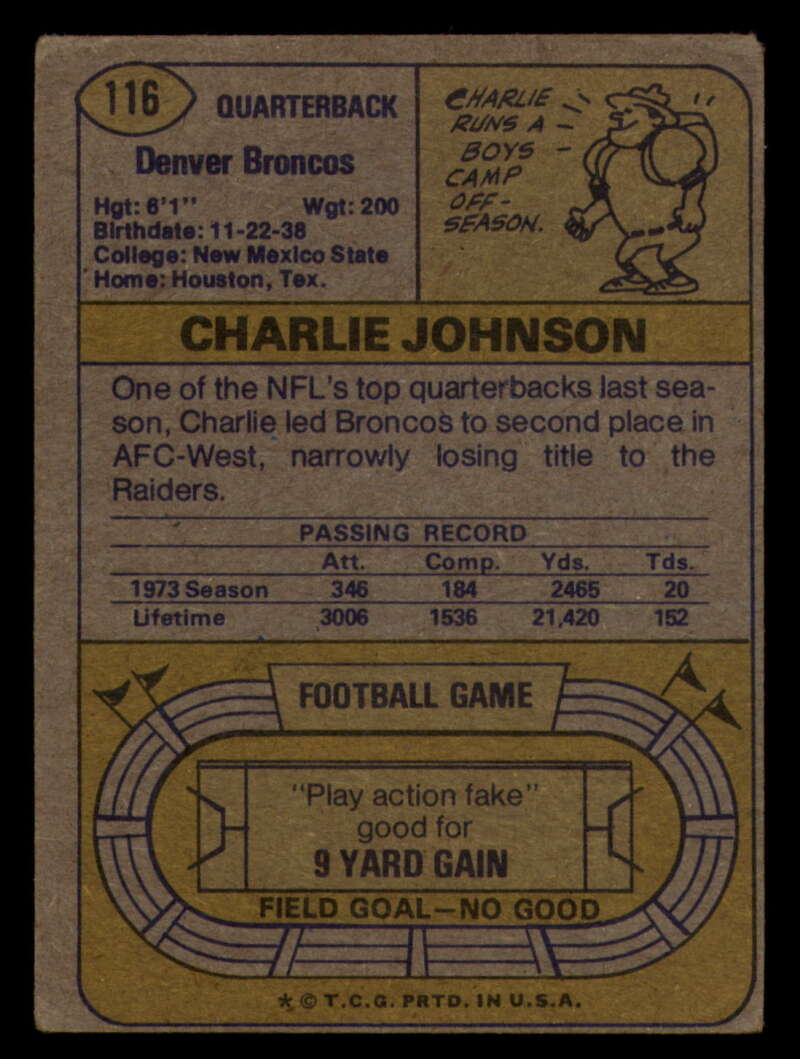 116
QUARTERBACK
Denver Broncos
Hgt: 6'1" Wgt: 200
Birthdate: 11-22-38
College: New Mexico State
Home: Houston, Tex.
CHARLIE
RUNS A
BOYS
CAMP
OFF-
SEASON.
CHARLIE JOHNSON
One of the NFL's top quarterbacks last sea-
son, Charlie led Broncos to second place in
AFC-West, narrowly losing title to the
Raiders.
PASSING RECORD
Att. Comp. Yds. Tds.
1973 Season 346 184 2465 20
Lifetime 3006 1536 21,420 152
FOOTBALL GAME
"Play action fake"
good for
9 YARD GAIN
FIELD GOAL—NO GOOD
* © T.C.G. PRTD. IN U.S.A.